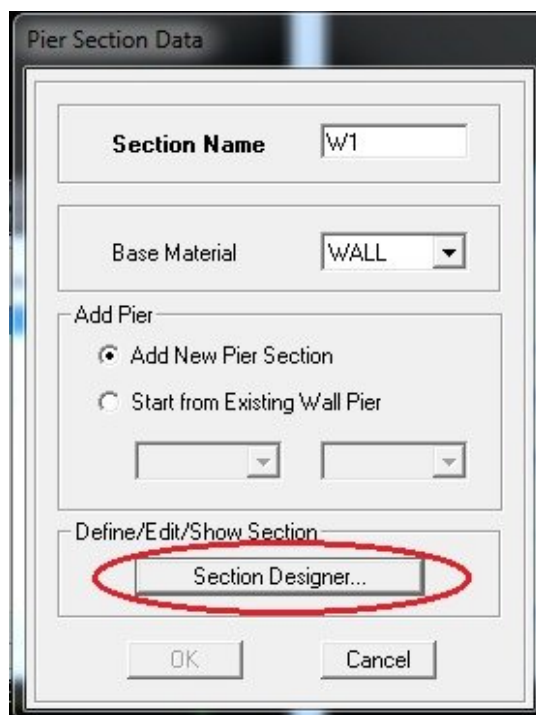 Pier Section Data
Section Name W1
Base Material WALL
Add Pier
Add New Pier Section
Start from Existing Wall Pier
Define/Edit/Show Section
Section Designer...
OK Cancel